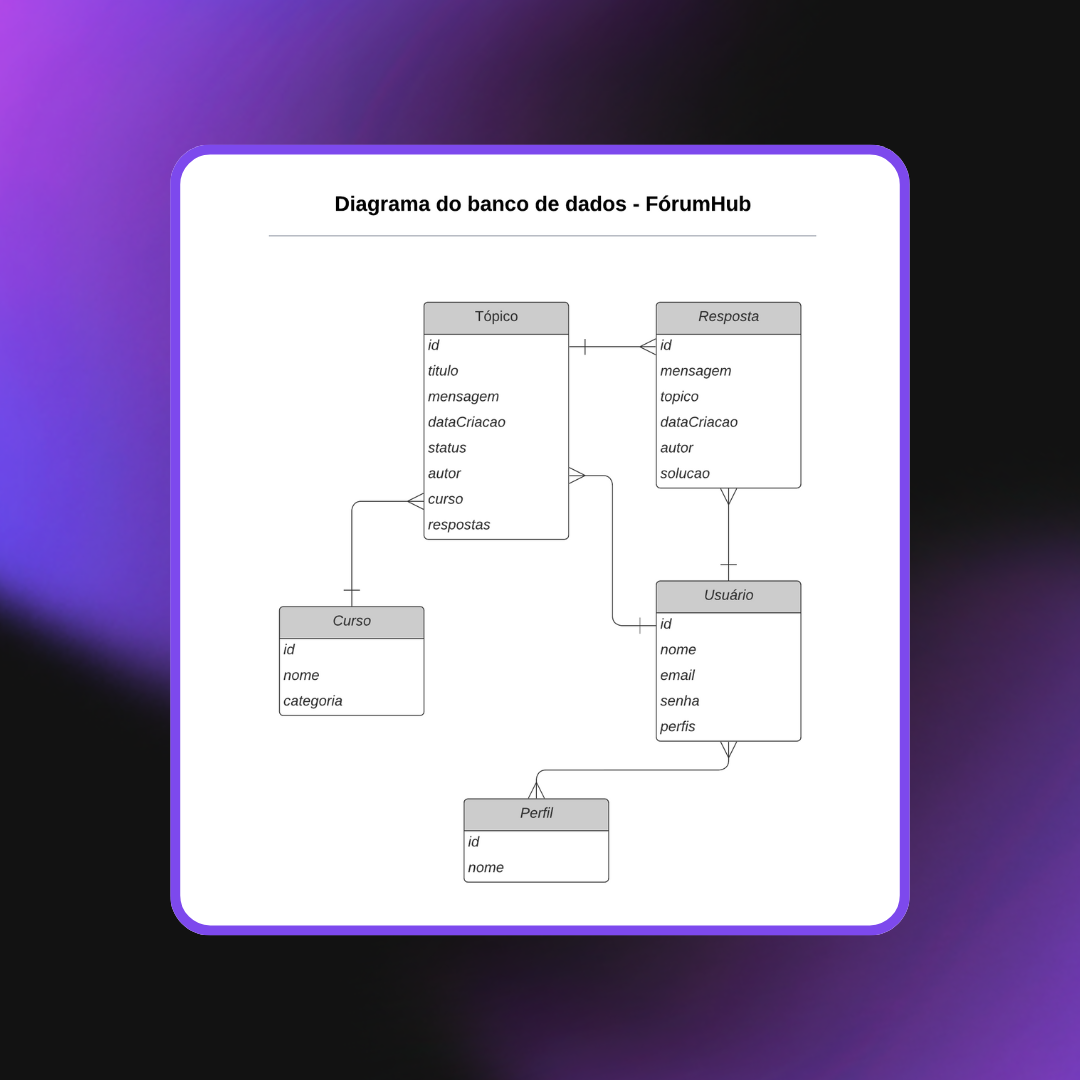 Diagrama do banco de dados - FórumHub
Tópico
id
titulo
mensagem
dataCriacao
status
autor
curso
respostas
Resposta
id
mensagem
topico
dataCriacao
autor
solucao
Curso
id
nome
categoria
Usuário
id
nome
email
senha
perfis
Perfil
id
nome